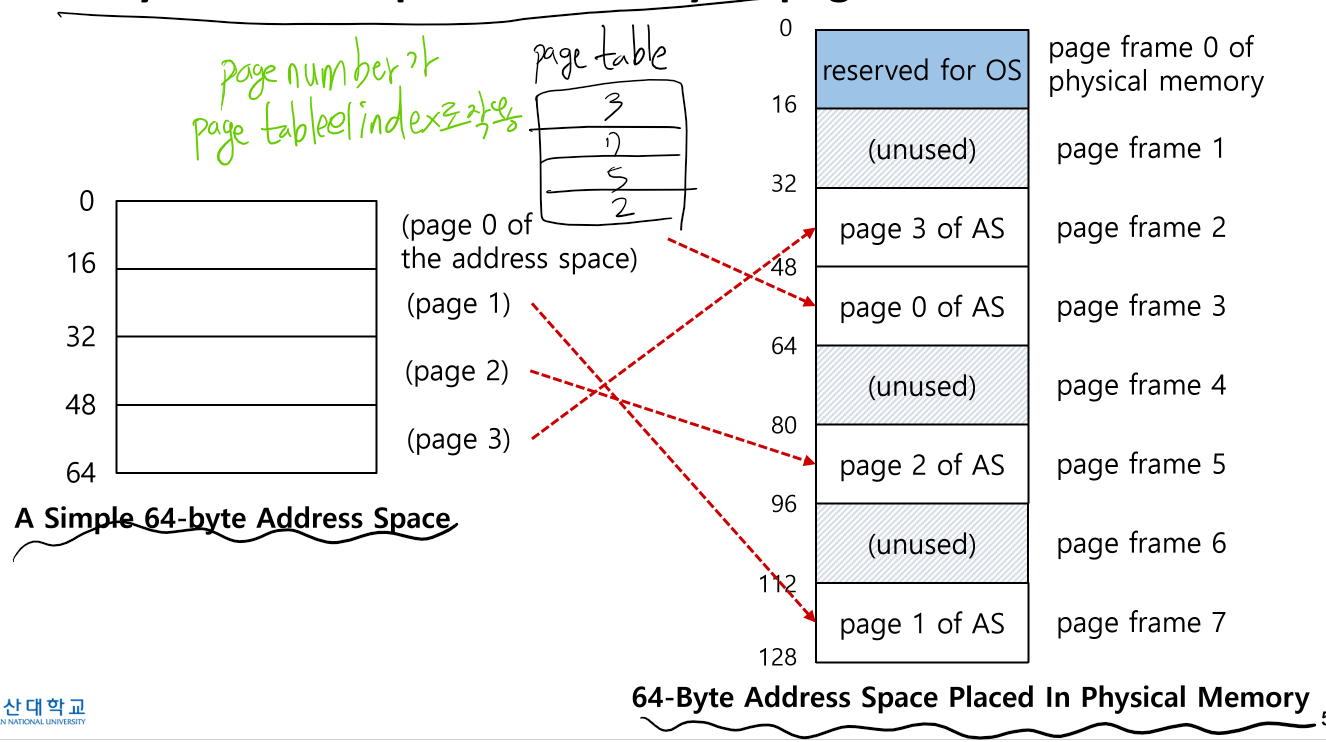 page number가
page table의 index로 작용
page table
3
7
5
2
0
16
32
48
64
(page 0 of
the address space)
(page 1)
(page 2)
(page 3)
A Simple 64-byte Address Space
0
16
32
48
64
80
96
112
128
reserved for OS
(unused)
page 3 of AS
page 0 of AS
(unused)
page 2 of AS
(unused)
page 1 of AS
page frame 0 of
physical memory
page frame 1
page frame 2
page frame 3
page frame 4
page frame 5
page frame 6
page frame 7
64-Byte Address Space Placed In Physical Memory
산대학교
AN NATIONAL UNIVERSITY